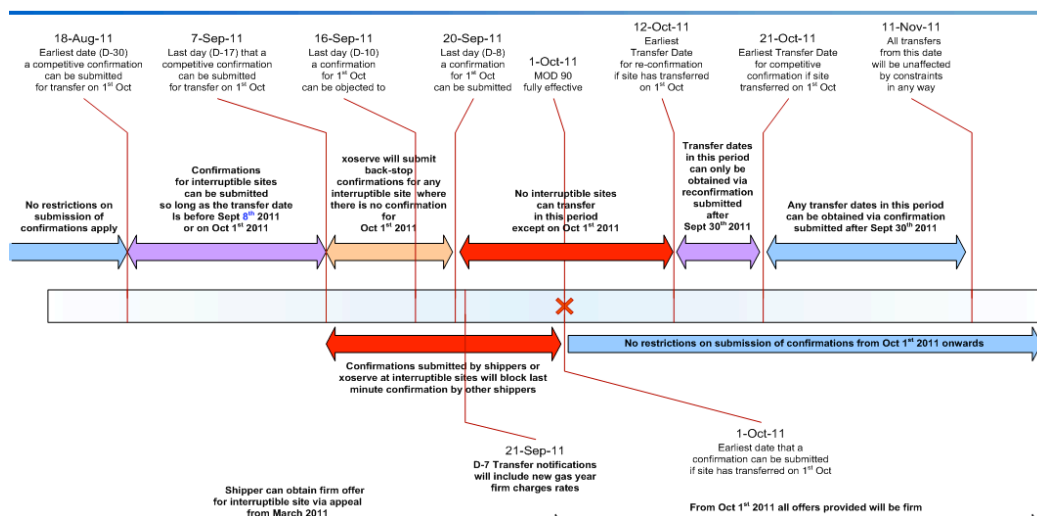 18-Aug-11
Earliest date (D-30)
a competitive confirmation
can be submitted
for transfer on 1st Oct
7-Sep-11
Last day (D-17) that a
competitive confirmation
can be submitted
for transfer on 1st Oct
16-Sep-11
Last day (D-10)
a confirmation
for 1st Oct
can be objected to
20-Sep-11
Last day (D-8)
a confirmation
for 1st Oct
can be submitted
1-Oct-11
MOD 90
fully effective
12-Oct-11
Earliest
Transfer Date
for re-confirmation
if site has transferred
on 1st Oct
21-Oct-11
Earliest Transfer Date
for competitive
confirmation if site
transferred on 1st Oct
11-Nov-11
All transfers
from this date
will be unaffected
by constraints
in any way
No restrictions on
submission of
confirmations apply
Confirmations
for interruptible sites
can be submitted
so long as the transfer date
Is before Sept 8th 2011
or on Oct 1st 2011
xoserve will submit
back-stop
confirmations for any
interruptible site where
there is no confirmation
for
Oct 1st 2011
No interruptible sites
can transfer
in this period
except on Oct 1st 2011
Transfer dates
in this period
can only be
obtained via
reconfirmation
submitted
after
Sept 30th 2011
Any transfer dates in this period
can be obtained via confirmation
submitted after Sept 30th 2011
No restrictions on submission of confirmations from Oct 1st 2011 onwards
Confirmations submitted by shippers or
xoserve at interruptible sites will block last
minute confirmation by other shippers
21-Sep-11
D-7 Transfer notifications
will include new gas year
firm charges rates
1-Oct-11
Earliest date that a
confirmation can be submitted
if site has transferred on 1st Oct
Shipper can obtain firm offer
for interruptible site via appeal
from March 2011
From Oct 1st 2011 all offers provided will be firm